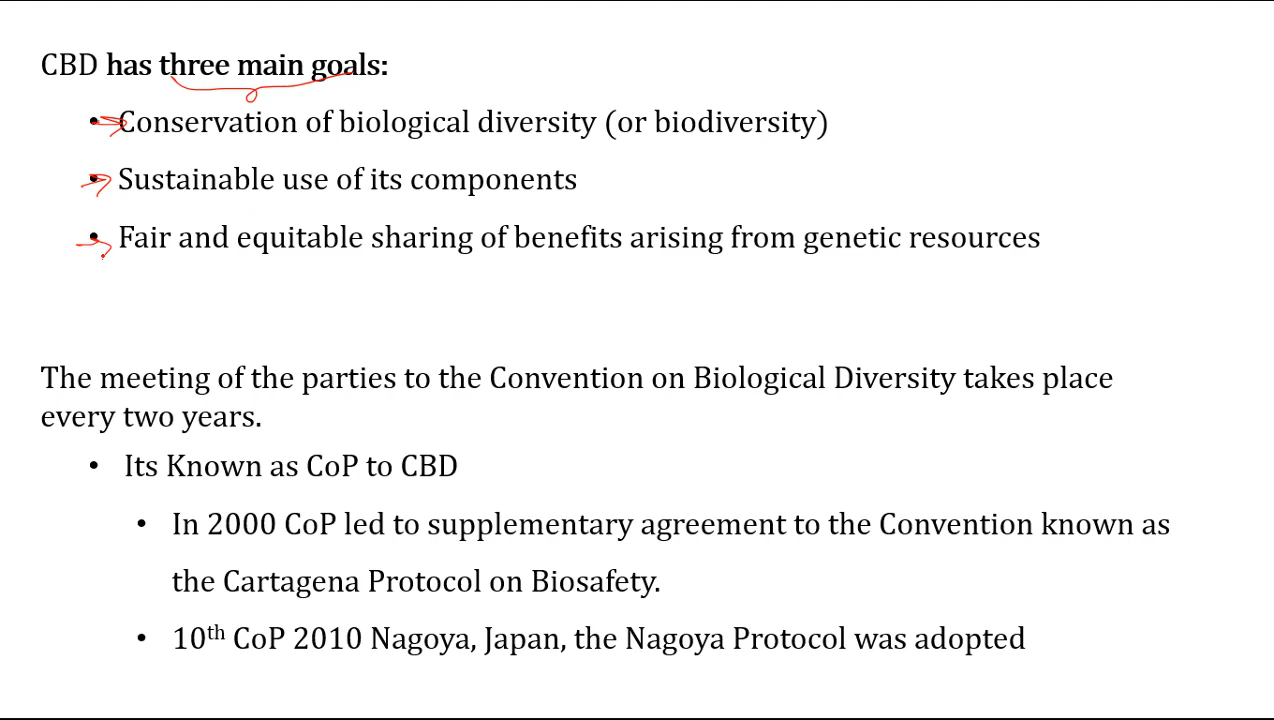 CBD has three main goals:
• Conservation of biological diversity (or biodiversity)
• Sustainable use of its components
• Fair and equitable sharing of benefits arising from genetic resources
The meeting of the parties to the Convention on Biological Diversity takes place
every two years.
• Its Known as CoP to CBD
• In 2000 CoP led to supplementary agreement to the Convention known as
the Cartagena Protocol on Biosafety.
• 10th CoP 2010 Nagoya, Japan, the Nagoya Protocol was adopted